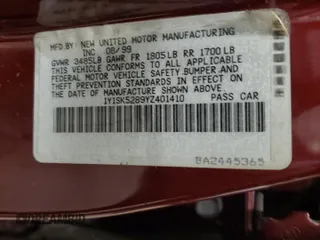 MFD BY NEW UNITED MOTOR MANUFACTURING
INC 08/99
GVWR 3485LB GAWR FR 1805LB RR 1700LB
THIS VEHICLE CONFORMS TO ALL APPLICABLE
FEDERAL MOTOR VEHICLE SAFETY,BUMPER,AND
THEFT PREVENTION STANDARDS IN EFFECT ON
THE DATE OF MANUFACTURE SHOWN ABOVE.
1Y1SK5289YZ401410 PASS CAR
BA2445365